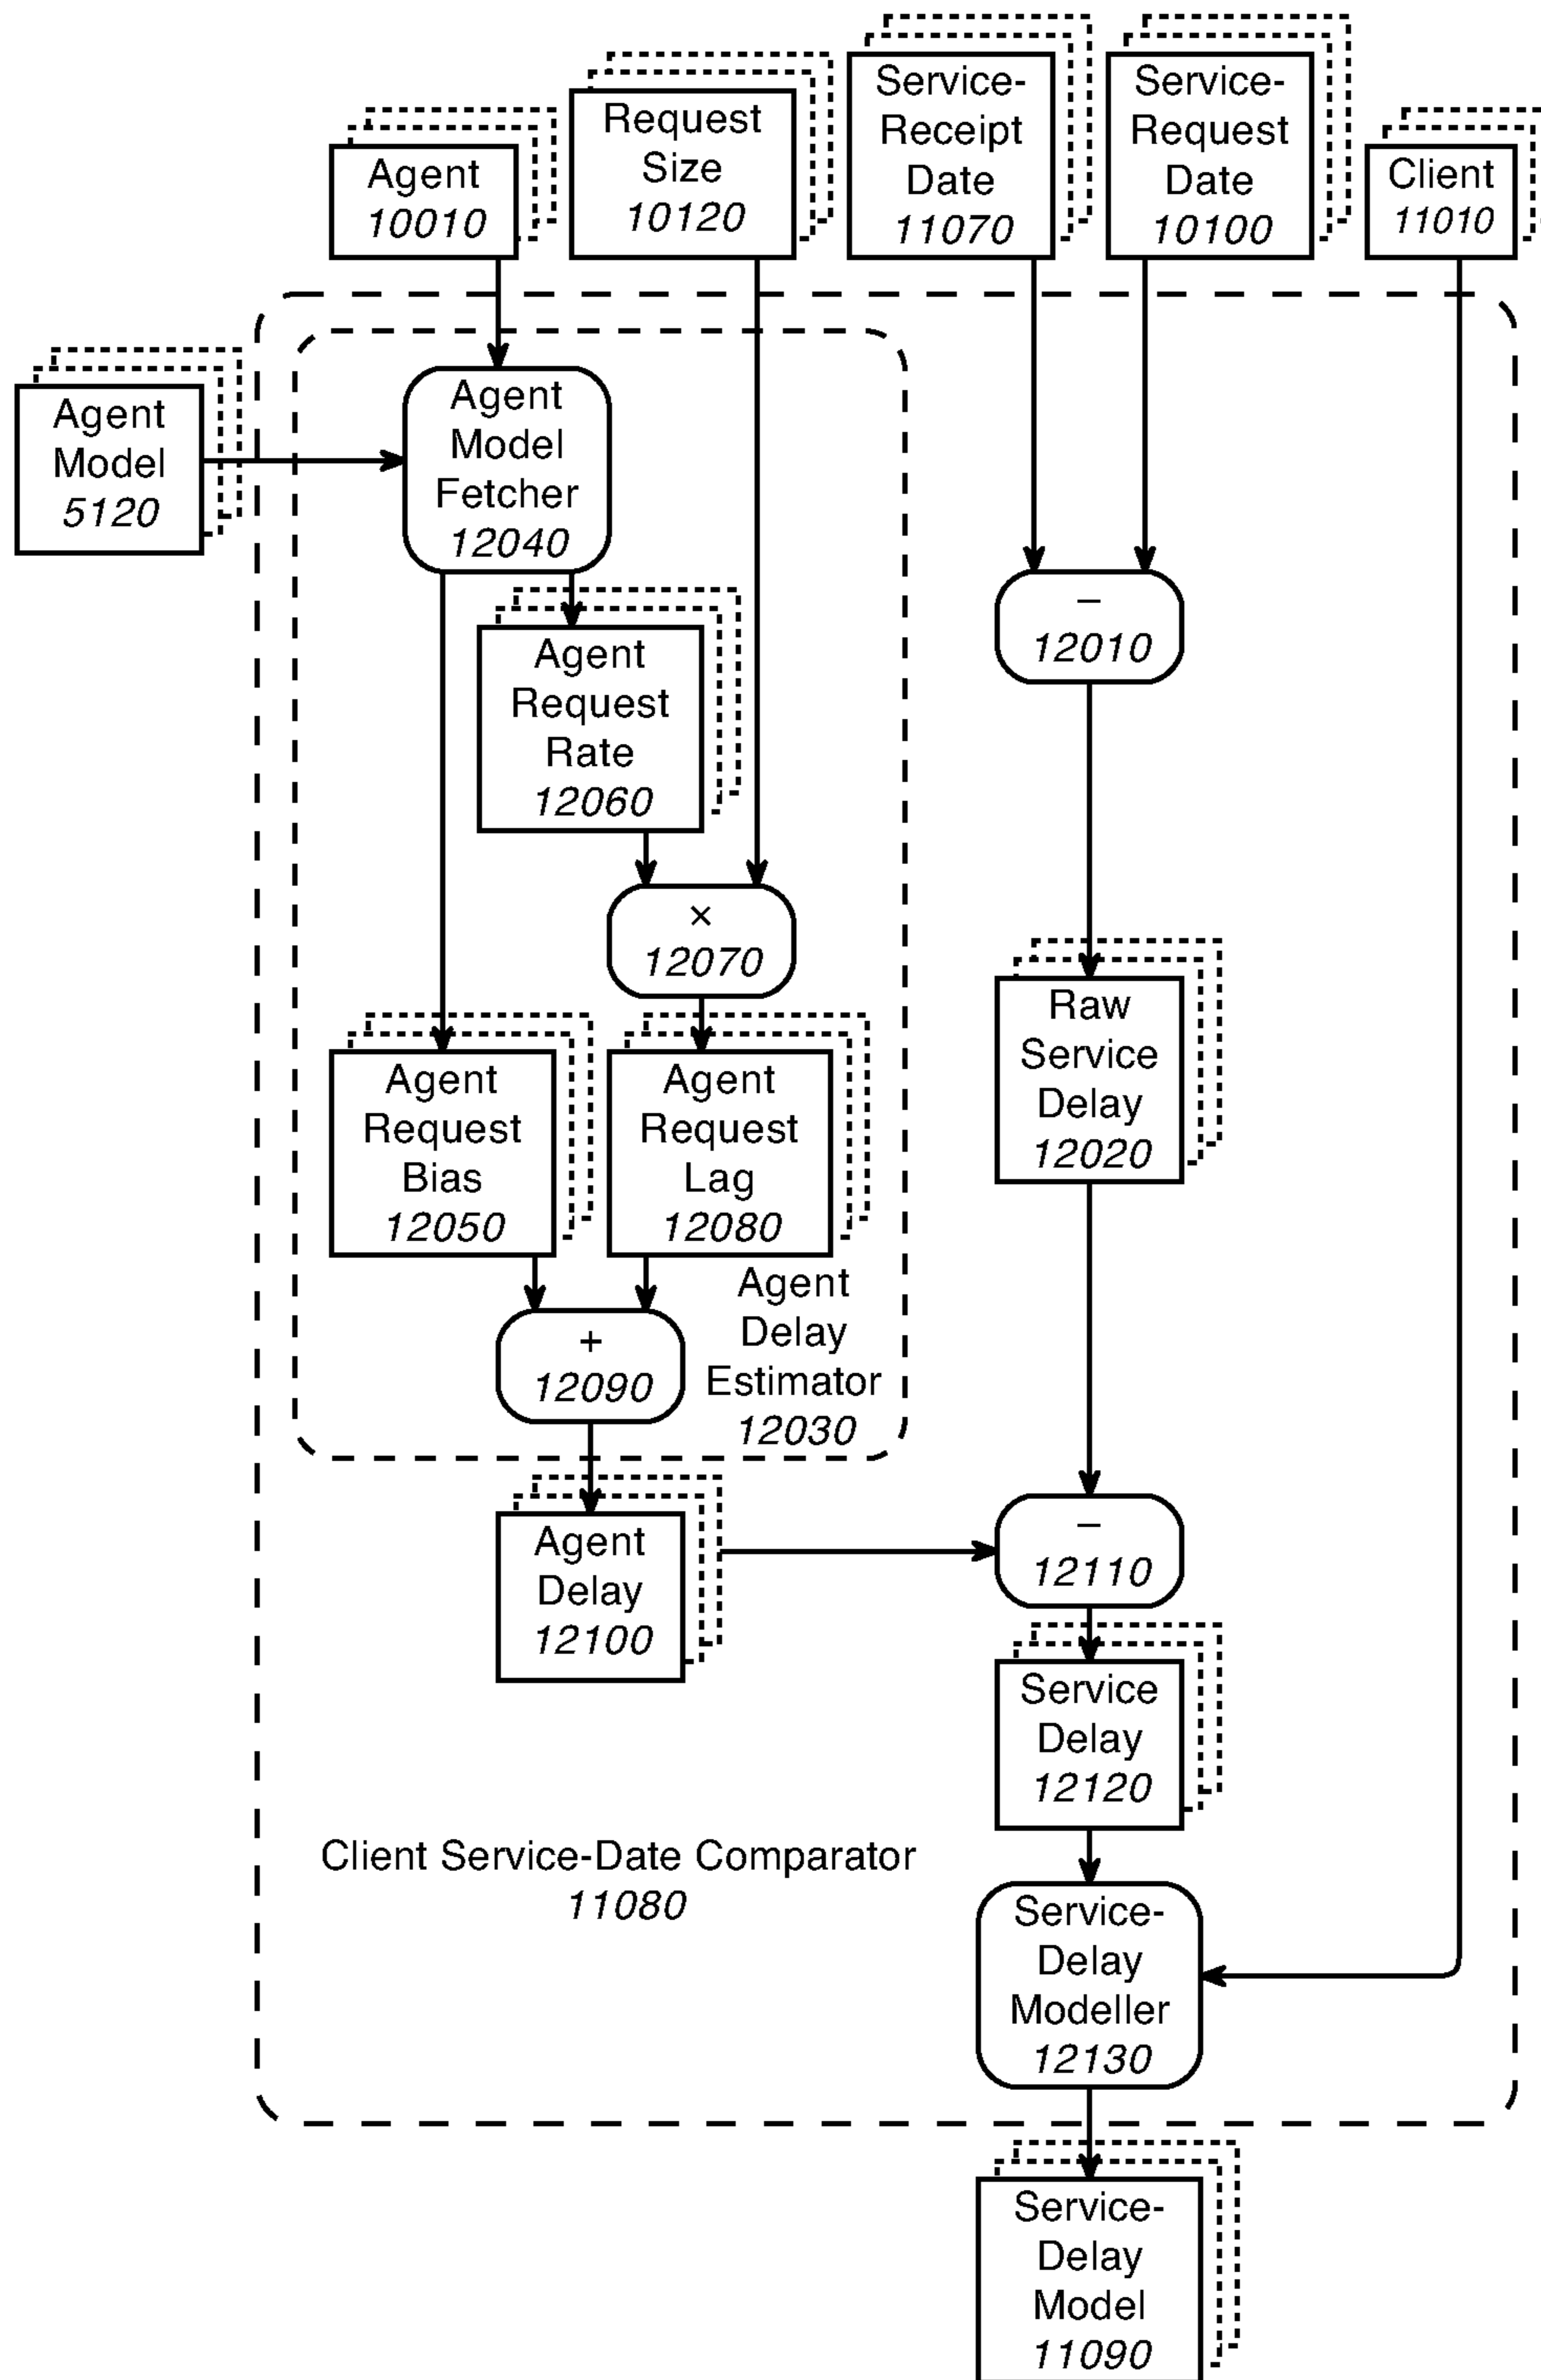 Agent
10010
Request
Size
10120
Service-
Receipt
Date
11070
Service-
Request
Date
10100
Client
11010
Agent
Model
5120
Agent
Model
Fetcher
12040
Agent
Request
Rate
12060
–
12010
×
12070
Agent
Request
Bias
12050
Agent
Request
Lag
12080
Raw
Service
Delay
12020
+
12090
Agent
Delay
Estimator
12030
Agent
Delay
12100
–
12110
Service
Delay
12120
Client Service-Date Comparator
11080
Service-
Delay
Modeller
12130
Service-
Delay
Model
11090